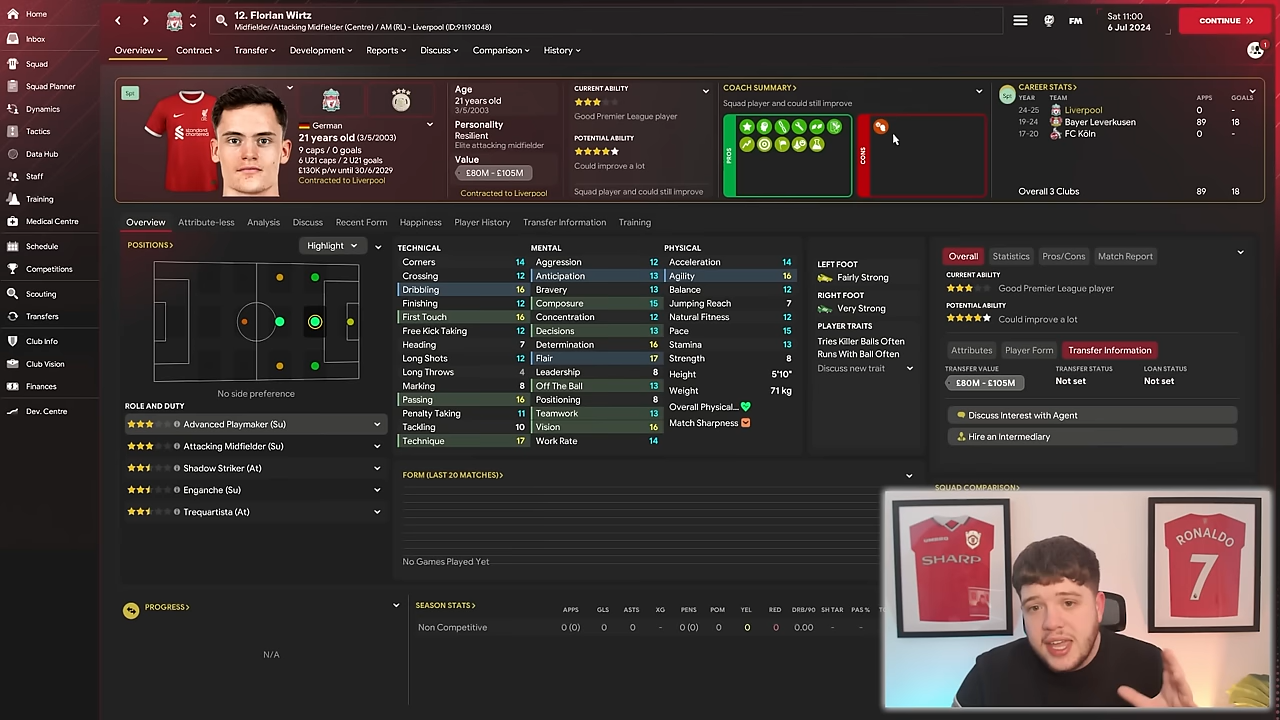 Home
12. Florian Wirtz
Midfielder/Attacking Midfielder (Centre) / AM (RL) - Liverpool (ID:91193048)
FM
Sat 11:00
6 Jul 2024
CONTINUE
Inbox
Overview
Contract
Transfer
Development
Reports
Discuss
Comparison
History
1
Squad
Squad Planner
Dynamics
Tactics
Data Hub
Staff
Training
Medical Centre
Schedule
Competitions
Scouting
Transfers
Club Info
Club Vision
Finances
Dev. Centre
Spt
standard chartered
German
21 years old (3/5/2003)
9 caps / 0 goals
6 U21 caps / 2 U21 goals
£130K p/w until 30/6/2029
Contracted to Liverpool
Age
21 years old
3/5/2003
Personality
Resilient
Elite attacking midfielder
Value
£80M - £105M
Contracted to Liverpool
CURRENT ABILITY
Good Premier League player
POTENTIAL ABILITY
Could improve a lot
Squad player and could still improve
COACH SUMMARY>
Squad player and could still improve
PROS
CONS
Spt
CAREER STATS>
YEAR TEAM APPS GOALS
24-25 Liverpool 0 -
19-24 Bayer Leverkusen 89 18
17-20 FC Köln 0 -
Overall 3 Clubs 89 18
Overview
Attribute-less
Analysis
Discuss
Recent Form
Happiness
Player History
Transfer Information
Training
POSITIONS>
Highlight
No side preference
ROLE AND DUTY
Advanced Playmaker (Su)
Attacking Midfielder (Su)
Shadow Striker (At)
Enganche (Su)
Trequartista (At)
TECHNICAL
Corners 14
Crossing 12
Dribbling 16
Finishing 12
First Touch 16
Free Kick Taking 12
Heading 7
Long Shots 12
Long Throws 4
Marking 8
Passing 16
Penalty Taking 11
Tackling 10
Technique 17
MENTAL
Aggression 12
Anticipation 13
Bravery 13
Composure 15
Concentration 12
Decisions 13
Determination 16
Flair 17
Leadership 8
Off The Ball 13
Positioning 8
Teamwork 13
Vision 16
Work Rate 14
PHYSICAL
Acceleration 14
Agility 16
Balance 12
Jumping Reach 7
Natural Fitness 12
Pace 15
Stamina 13
Strength 8
Height 5'10"
Weight 71 kg
Overall Physical...
Match Sharpness
LEFT FOOT
Fairly Strong
RIGHT FOOT
Very Strong
PLAYER TRAITS
Tries Killer Balls Often
Runs With Ball Often
Discuss new trait
Overall
Statistics
Pros/Cons
Match Report
CURRENT ABILITY
Good Premier League player
POTENTIAL ABILITY
Could improve a lot
Attributes
Player Form
Transfer Information
TRANSFER VALUE
£80M - £105M
TRANSFER STATUS
Not set
LOAN STATUS
Not set
Discuss Interest with Agent
Hire an Intermediary
SQUAD COMPARISON>
FORM (LAST 20 MATCHES)>
No Games Played Yet
PROGRESS>
N/A
SEASON STATS>
APPS GLS ASTS XG PENS POM YEL RED DRB/90 SH TAR PAS %
Non Competitive 0 (0) 0 0 - 0 (0) 0 0 0 0.00 - -
SHARP
RONALDO
7